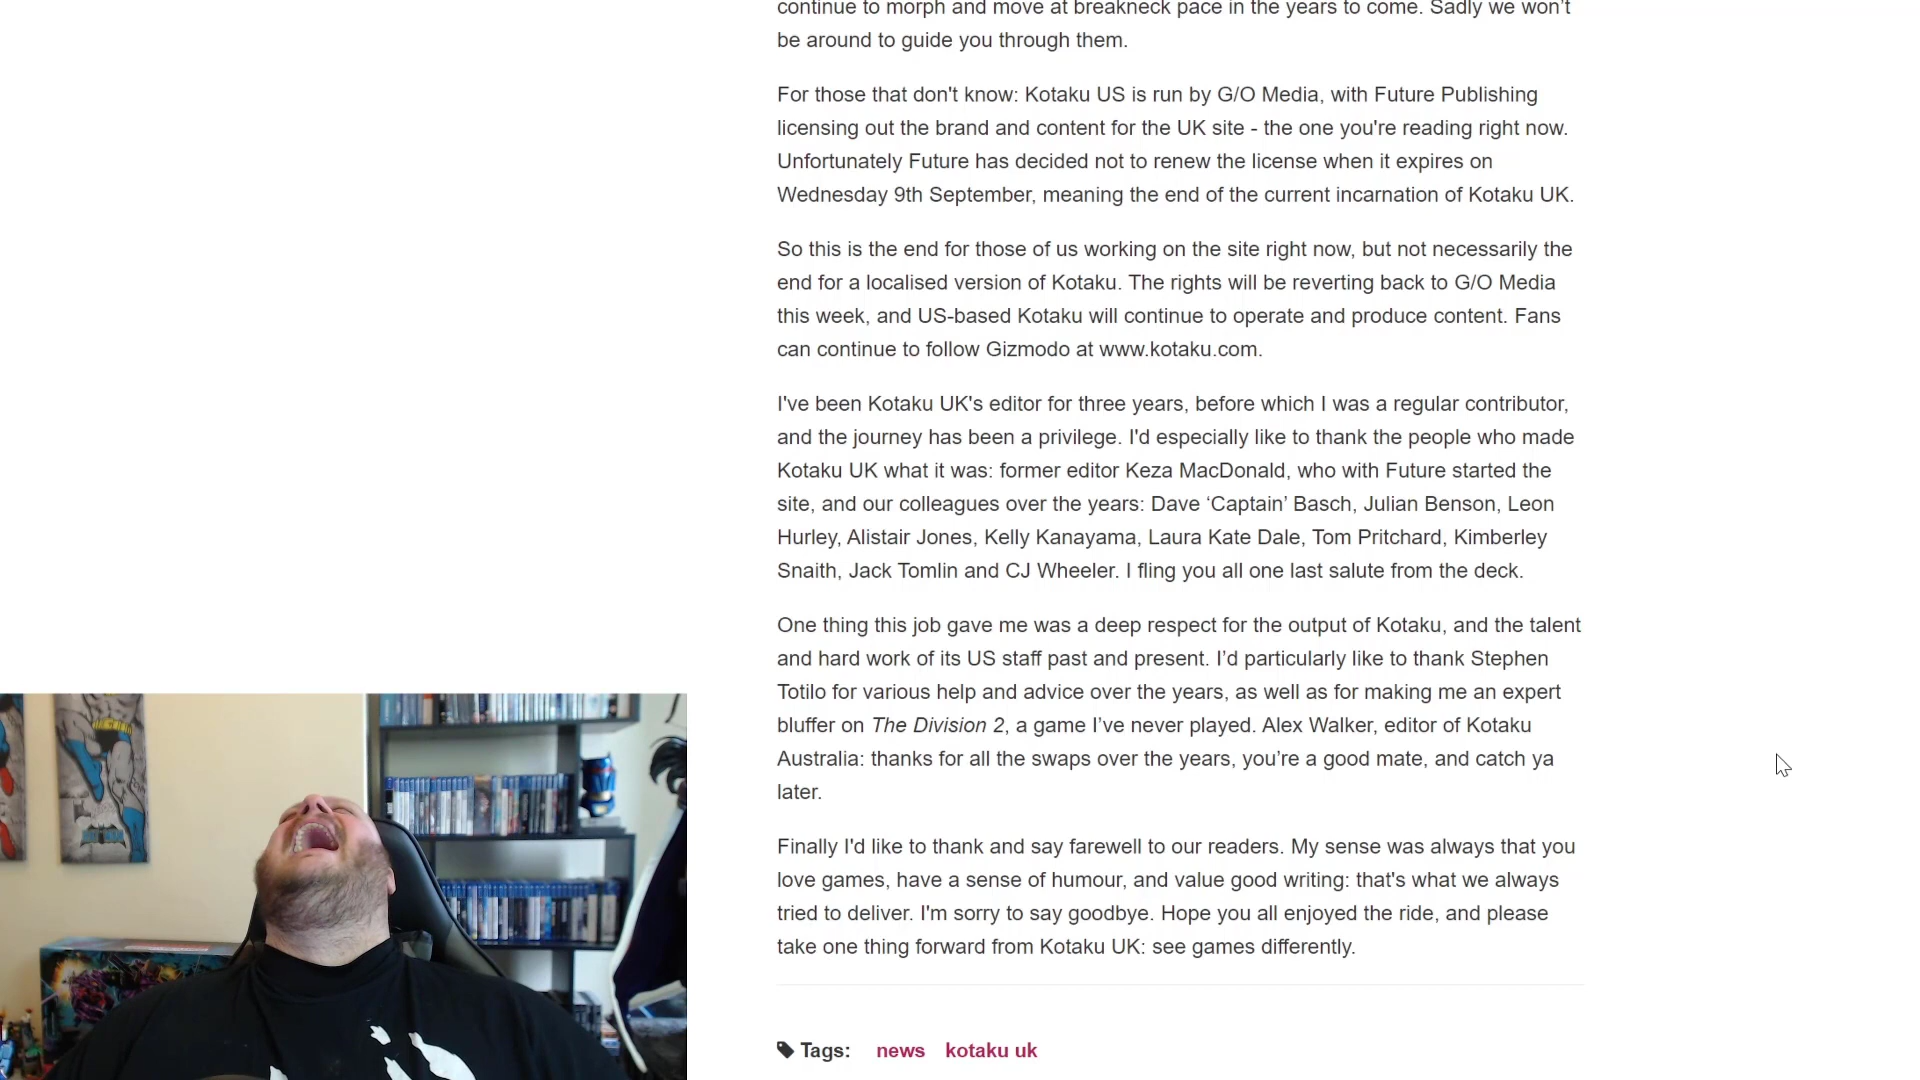 continue to morph and move at breakneck pace in the years to come. Sadly we won't
be around to guide you through them.
For those that don't know: Kotaku US is run by G/O Media, with Future Publishing
licensing out the brand and content for the UK site - the one you're reading right now.
Unfortunately Future has decided not to renew the license when it expires on
Wednesday 9th September, meaning the end of the current incarnation of Kotaku UK.
So this is the end for those of us working on the site right now, but not necessarily the
end for a localised version of Kotaku. The rights will be reverting back to G/O Media
this week, and US-based Kotaku will continue to operate and produce content. Fans
can continue to follow Gizmodo at www.kotaku.com.
I've been Kotaku UK's editor for three years, before which I was a regular contributor,
and the journey has been a privilege. I'd especially like to thank the people who made
Kotaku UK what it was: former editor Keza MacDonald, who with Future started the
site, and our colleagues over the years: Dave ‘Captain’ Basch, Julian Benson, Leon
Hurley, Alistair Jones, Kelly Kanayama, Laura Kate Dale, Tom Pritchard, Kimberley
Snaith, Jack Tomlin and CJ Wheeler. I fling you all one last salute from the deck.
One thing this job gave me was a deep respect for the output of Kotaku, and the talent
and hard work of its US staff past and present. I’d particularly like to thank Stephen
Totilo for various help and advice over the years, as well as for making me an expert
bluffer on The Division 2, a game I’ve never played. Alex Walker, editor of Kotaku
Australia: thanks for all the swaps over the years, you’re a good mate, and catch ya
later.
Finally I'd like to thank and say farewell to our readers. My sense was always that you
love games, have a sense of humour, and value good writing: that's what we always
tried to deliver. I'm sorry to say goodbye. Hope you all enjoyed the ride, and please
take one thing forward from Kotaku UK: see games differently.
Tags: news kotaku uk